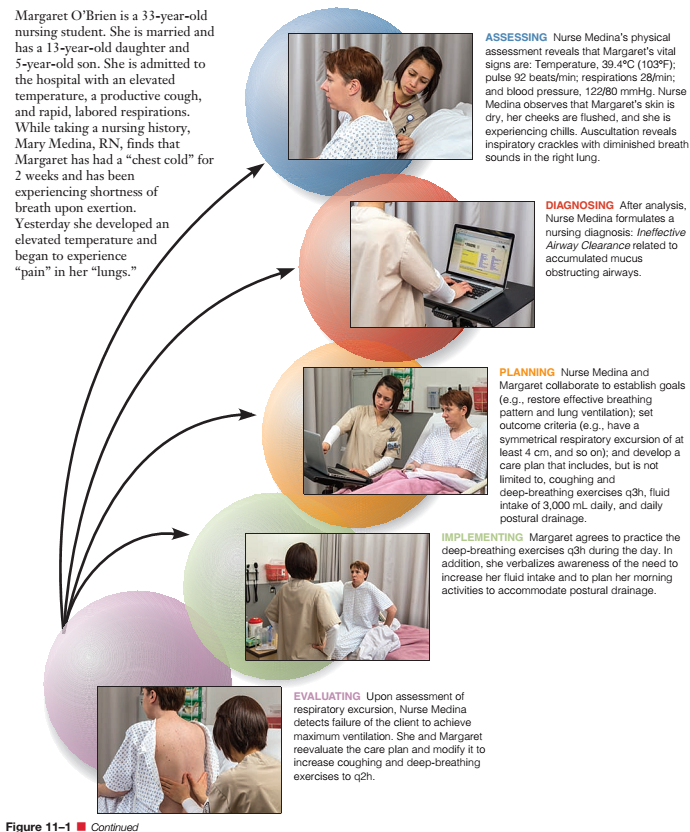 Margaret O’Brien is a 33-year-old
nursing student. She is married and
has a 13-year-old daughter and
5-year-old son. She is admitted to
the hospital with an elevated
temperature, a productive cough,
and rapid, labored respirations.
While taking a nursing history,
Mary Medina, RN, finds that
Margaret has had a “chest cold” for
2 weeks and has been
experiencing shortness of
breath upon exertion.
Yesterday she developed an
elevated temperature and
began to experience
“pain” in her “lungs.”
ASSESSING Nurse Medina’s physical
assessment reveals that Margaret’s vital
signs are: Temperature, 39.4°C (103°F);
pulse 92 beats/min; respirations 28/min;
and blood pressure, 122/80 mmHg. Nurse
Medina observes that Margaret’s skin is
dry, her cheeks are flushed, and she is
experiencing chills. Auscultation reveals
inspiratory crackles with diminished breath
sounds in the right lung.
DIAGNOSING After analysis,
Nurse Medina formulates a
nursing diagnosis: Ineffective
Airway Clearance related to
accumulated mucus
obstructing airways.
PLANNING Nurse Medina and
Margaret collaborate to establish goals
(e.g., restore effective breathing
pattern and lung ventilation); set
outcome criteria (e.g., have a
symmetrical respiratory excursion of at
least 4 cm, and so on); and develop a
care plan that includes, but is not
limited to, coughing and
deep-breathing exercises q3h, fluid
intake of 3,000 mL daily, and daily
postural drainage.
IMPLEMENTING Margaret agrees to practice the
deep-breathing exercises q3h during the day. In
addition, she verbalizes awareness of the need to
increase her fluid intake and to plan her morning
activities to accommodate postural drainage.
EVALUATING Upon assessment of
respiratory excursion, Nurse Medina
detects failure of the client to achieve
maximum ventilation. She and Margaret
reevaluate the care plan and modify it to
increase coughing and deep-breathing
exercises to q2h.
Figure 11–1 ■ Continued